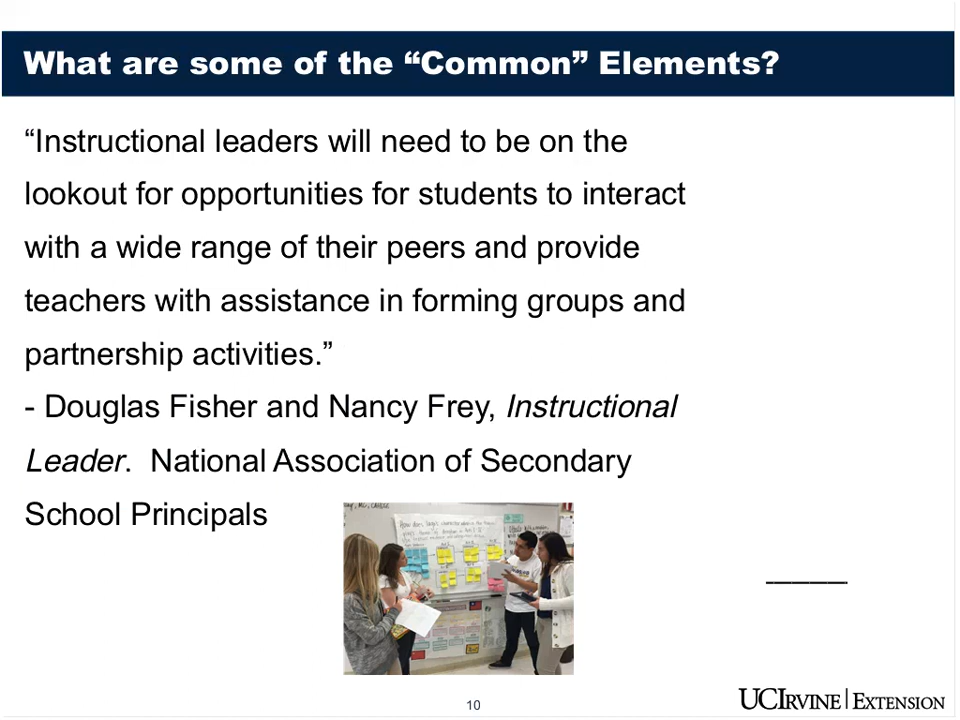 What are some of the “Common” Elements?
“Instructional leaders will need to be on the
lookout for opportunities for students to interact
with a wide range of their peers and provide
teachers with assistance in forming groups and
partnership activities.”
- Douglas Fisher and Nancy Frey, Instructional
Leader. National Association of Secondary
School Principals
10
UCIRVINE | EXTENSION